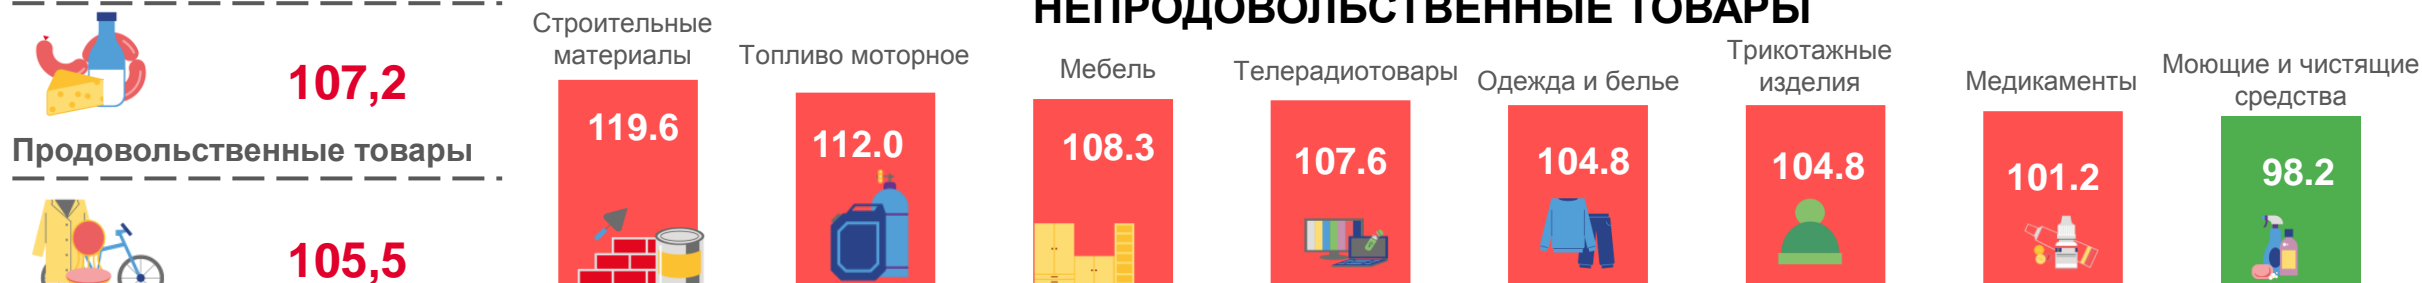 НЕПРОДОВОЛЬСТВЕННЫЕ ТОВАРЫ
107,2
Продовольственные товары
105,5
Строительные
материалы
119.6
Топливо моторное
112.0
Мебель
108.3
Телерадиотовары
107.6
Одежда и белье
104.8
Трикотажные
изделия
104.8
Медикаменты
101.2
Моющие и чистящие
средства
98.2